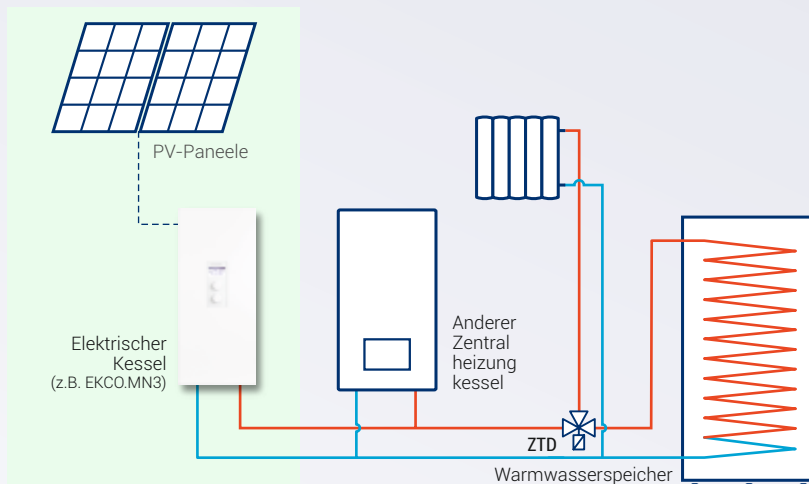 PV-Paneele
Elektrischer
Kessel
(z.B. EKCO.MN3)
Anderer
Zentral
heizung
kessel
ZTD
Warmwasserspeicher